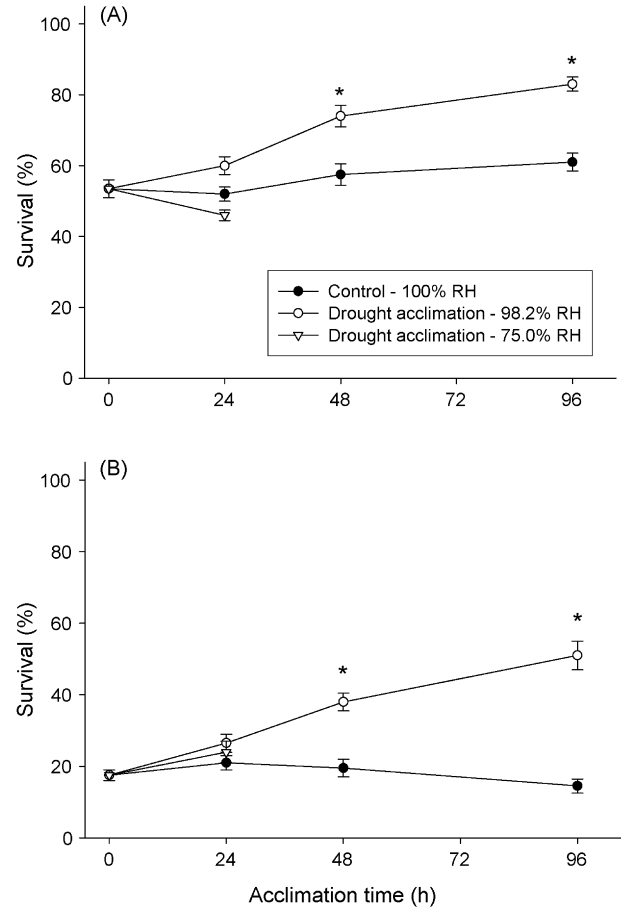 (A)
100
80
60
40
20
0
Survival (%)
*
*
Control - 100% RH
Drought acclimation - 98.2% RH
Drought acclimation - 75.0% RH
0 24 48 72 96
(B)
100
80
60
40
20
0
Survival (%)
*
*
0 24 48 72 96
Acclimation time (h)